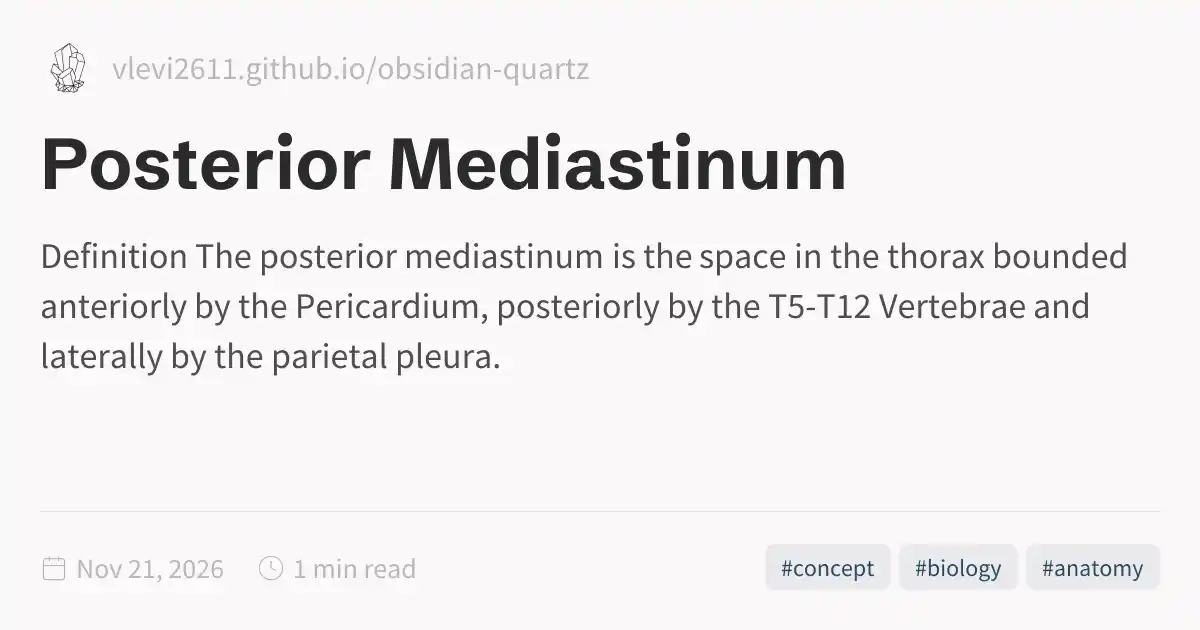 vlevi2611.github.io/obsidian-quartz
Posterior Mediastinum
Definition The posterior mediastinum is the space in the thorax bounded
anteriorly by the Pericardium, posteriorly by the T5-T12 Vertebrae and
laterally by the parietal pleura.
Nov 21, 2026 1 min read #concept #biology #anatomy